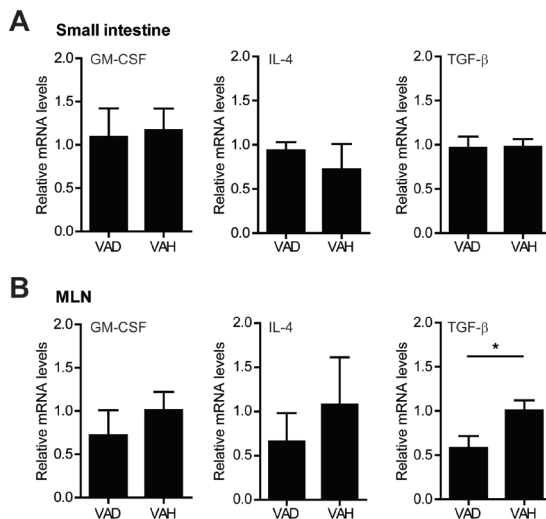 A
Small intestine
GM-CSF
Relative mRNA levels
2.0
1.5
1.0
0.5
0.0
VAD VAH
IL-4
Relative mRNA levels
2.0
1.5
1.0
0.5
0.0
VAD VAH
TGF-β
Relative mRNA levels
2.0
1.5
1.0
0.5
0.0
VAD VAH
B
MLN
GM-CSF
Relative mRNA levels
2.0
1.5
1.0
0.5
0.0
VAD VAH
IL-4
Relative mRNA levels
2.0
1.5
1.0
0.5
0.0
VAD VAH
TGF-β
*
Relative mRNA levels
2.0
1.5
1.0
0.5
0.0
VAD VAH